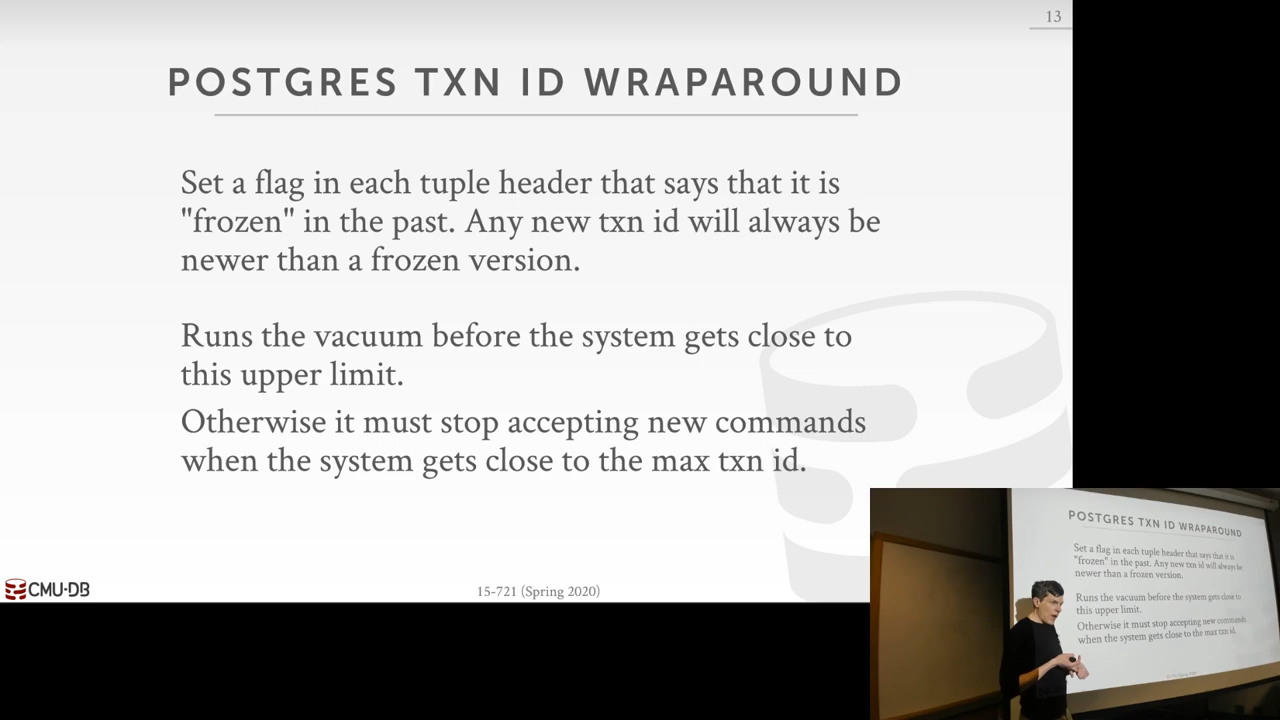 13
POSTGRES TXN ID WRAPAROUND
Set a flag in each tuple header that says that it is
"frozen" in the past. Any new txn id will always be
newer than a frozen version.
Runs the vacuum before the system gets close to
this upper limit.
Otherwise it must stop accepting new commands
when the system gets close to the max txn id.
CMU·DB
15-721 (Spring 2020)
POSTGRES TXN ID WRAPAROUND
Set a flag in each tuple header that says that it is
"frozen" in the past. Any new txn id will always be
newer than a frozen version.
Runs the vacuum before the system gets close to
this upper limit.
Otherwise it must stop accepting new commands
when the system gets close to the max txn id.